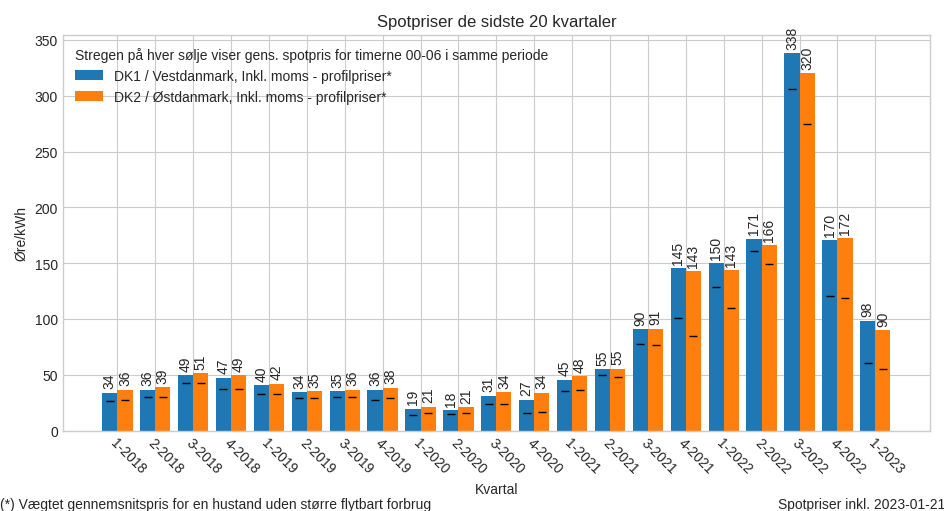 Spotpriser de sidste 20 kvartaler
Stregen på hver sølje viser gens. spotpris for timerne 00-06 i samme periode
DK1 / Vestdanmark, Inkl. moms - profilpriser*
DK2 / Østdanmark, Inkl. moms - profilpriser*
Øre/kWh
350
300
250
200
150
100
50
0
34 36 36 39 49 51 47 49 40 42 34 35 35 36 36 38 19 21 18 21 31 34 27 34 45 48 55 55 90 91 145 143 150 143 171 166 338 320 170 172 98 90
1-2018 2-2018 3-2018 4-2018 1-2019 2-2019 3-2019 4-2019 1-2020 2-2020 3-2020 4-2020 1-2021 2-2021 3-2021 4-2021 1-2022 2-2022 3-2022 4-2022 1-2023
Kvartal
(*) Vægtet gennemsnitspris for en hustand uden større flytbart forbrug
Spotpriser inkl. 2023-01-21